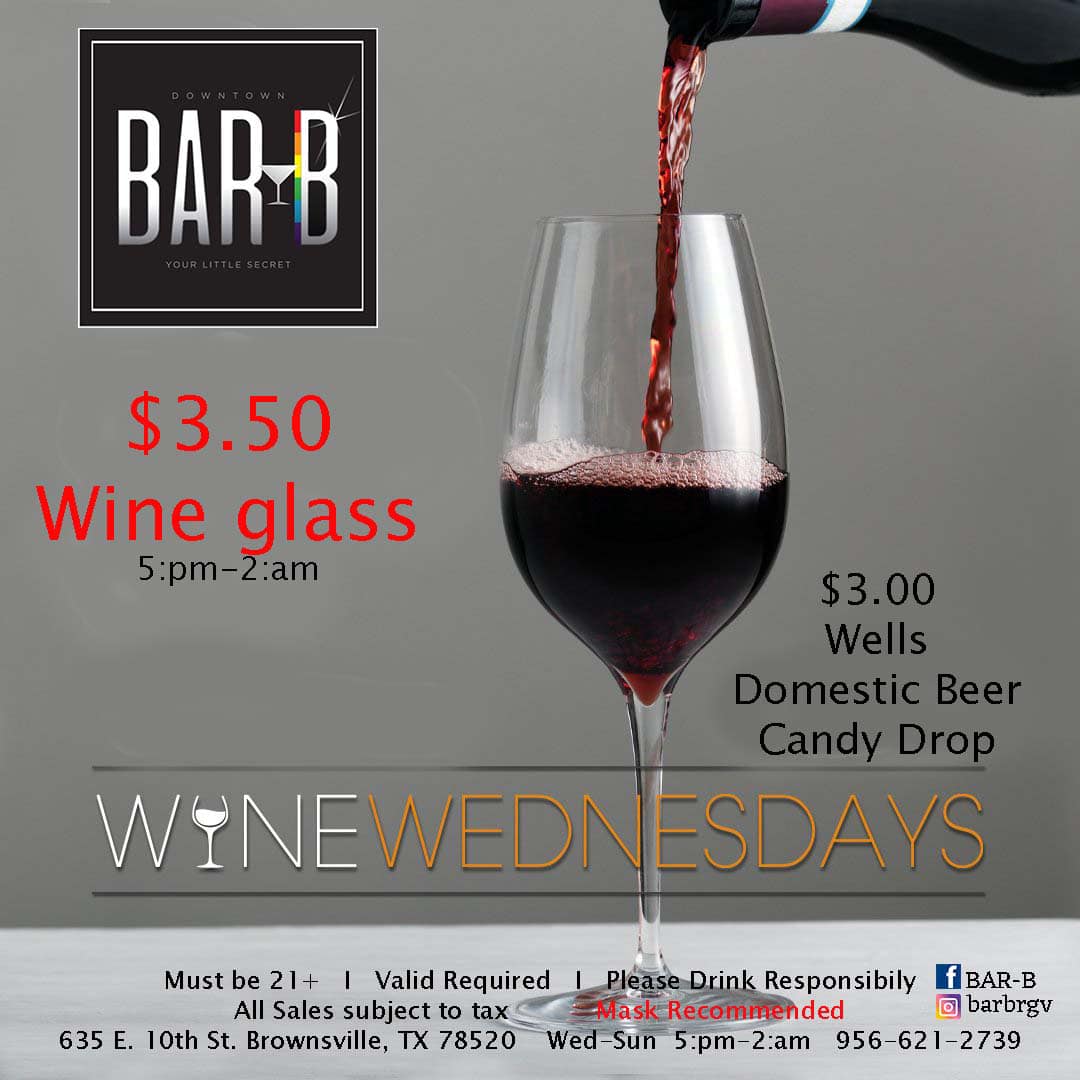 DOWNTOWN
BAR-B
YOUR LITTLE SECRET
$3.50
Wine glass
5:pm-2:am
$3.00
Wells
Domestic Beer
Candy Drop
WINEWEDNESDAYS
Must be 21+ I Valid Required I Please Drink Responsibily
BAR-B
All Sales subject to tax Mask Recommended
barbrgv
635 E. 10th St. Brownsville, TX 78520 Wed-Sun 5:pm-2:am 956-621-2739